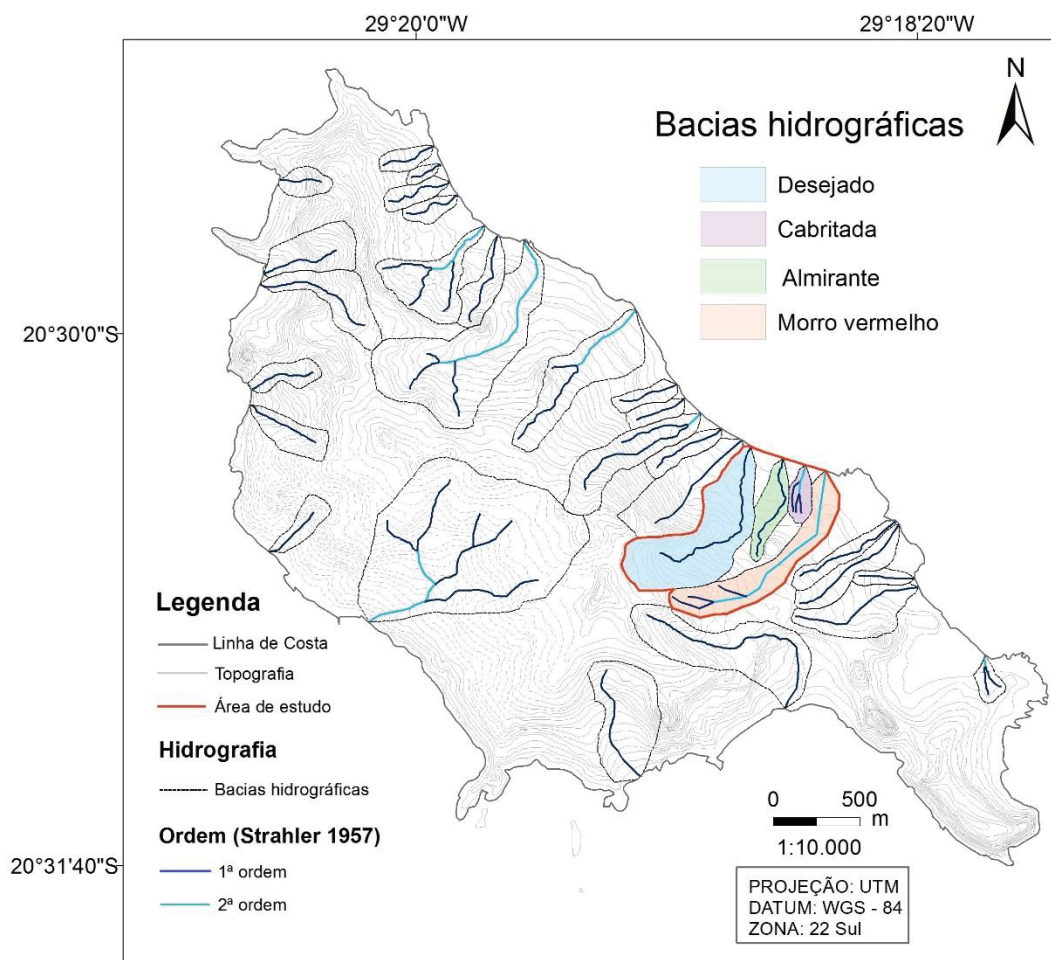 29°20'0"W
29°18'20"W
N
Bacias hidrográficas
Desejado
Cabritada
Almirante
Morro vermelho
20°30'0"S
Legenda
Linha de Costa
Topografia
Área de estudo
Hidrografia
Bacias hidrográficas
Ordem (Strahler 1957)
1ª ordem
2ª ordem
0 500
m
1:10.000
20°31'40"S
PROJEÇÃO: UTM
DATUM: WGS - 84
ZONA: 22 Sul